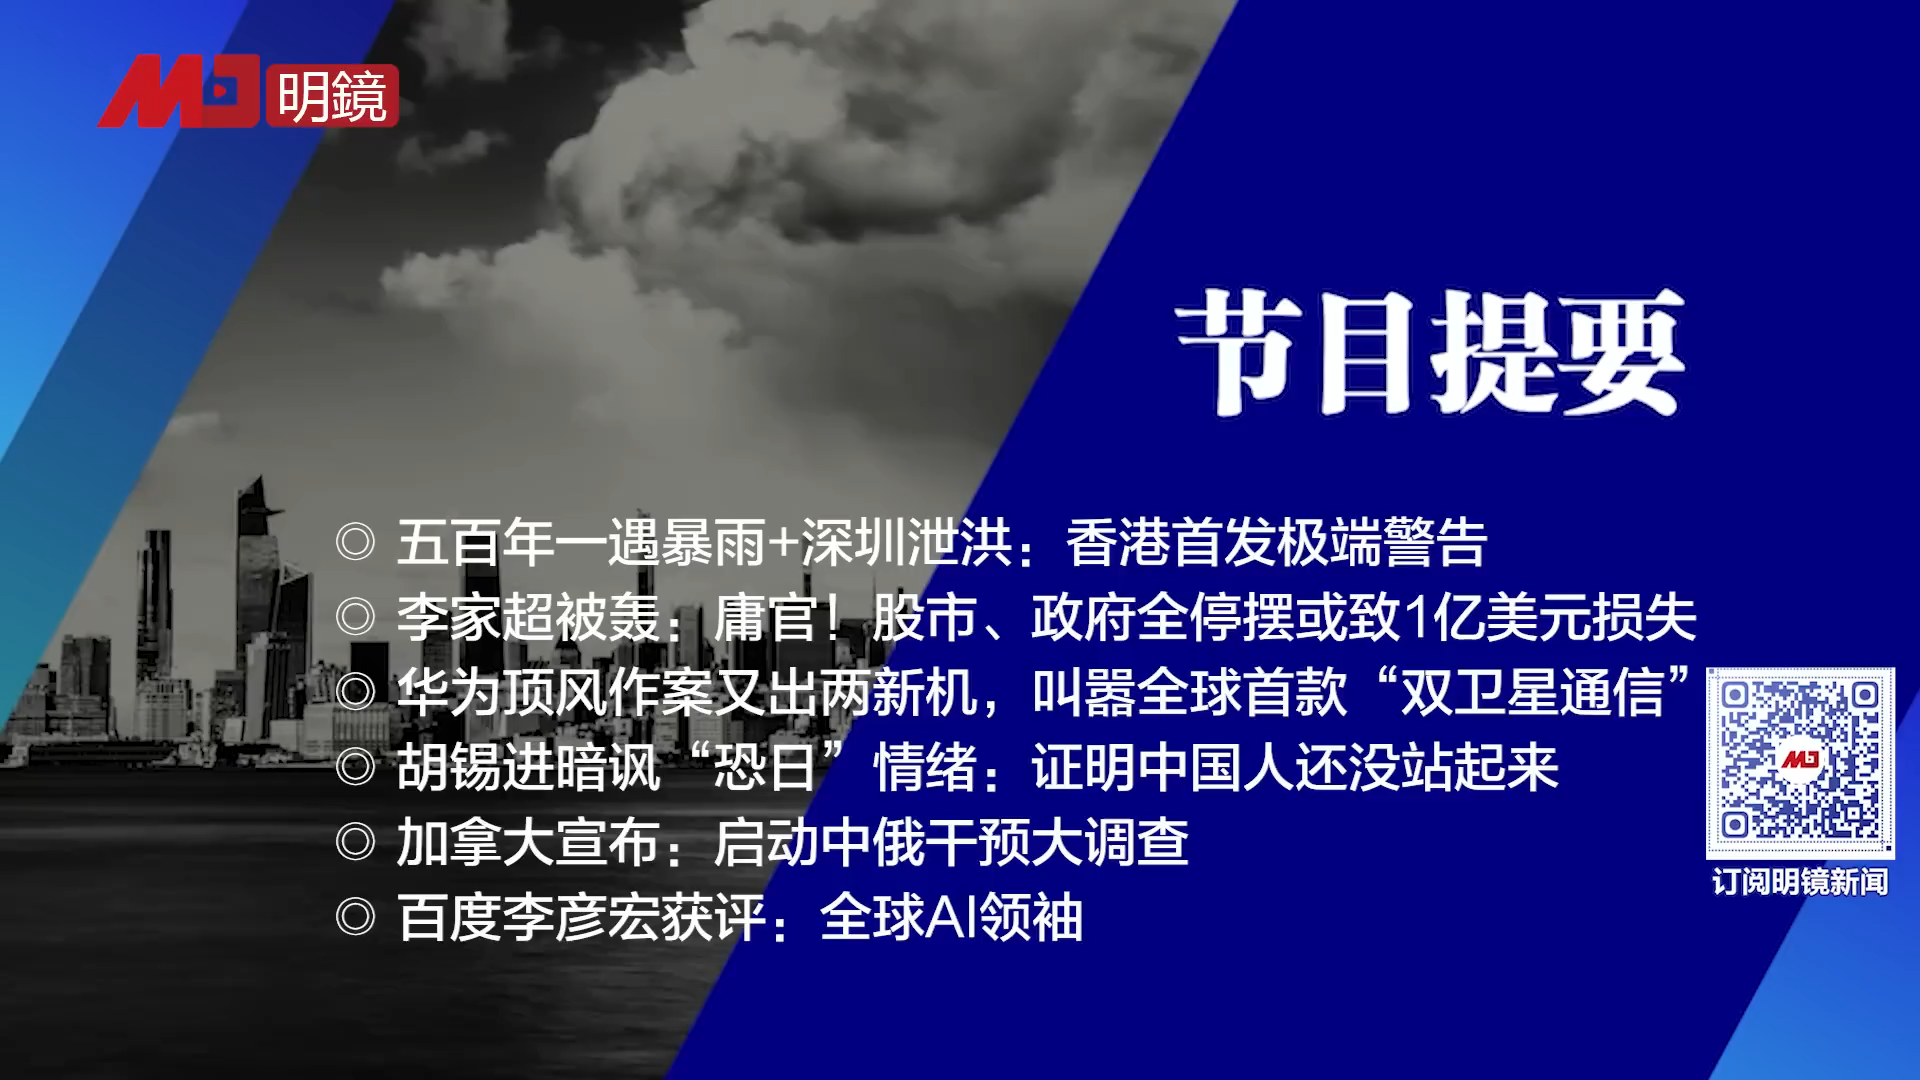 明鏡
节目提要
◎ 五百年一遇暴雨+深圳泄洪：香港首发极端警告
◎ 李家超被轰：庸官！股市、政府全停摆或致1亿美元损失
◎ 华为顶风作案又出两新机，叫嚣全球首款“双卫星通信”
◎ 胡锡进暗讽“恐日”情绪：证明中国人还没站起来
◎ 加拿大宣布：启动中俄干预大调查
◎ 百度李彦宏获评：全球AI领袖
订阅明镜新闻